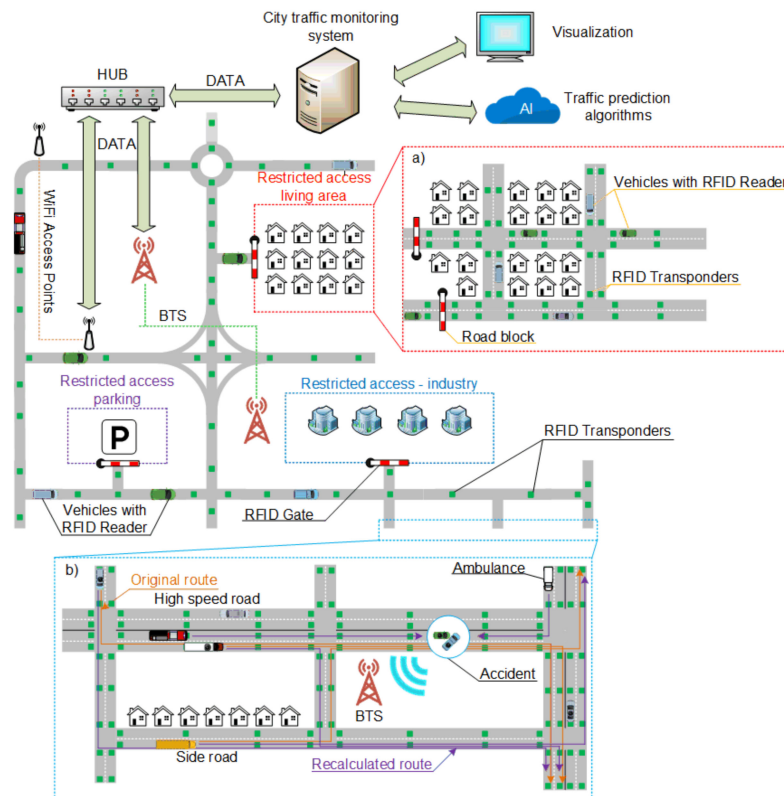 City traffic monitoring
system
Visualization
HUB
DATA
AI
Traffic prediction
algorithms
DATA
WiFi Access Points
Restricted access
living area
a)
Vehicles with RFID Reader
RFID Transponders
Road block
BTS
Restricted access
parking
P
Restricted access - industry
RFID Transponders
Vehicles with
RFID Reader
RFID Gate
b)
Original route
High speed road
Ambulance
Accident
BTS
Side road
Recalculated route